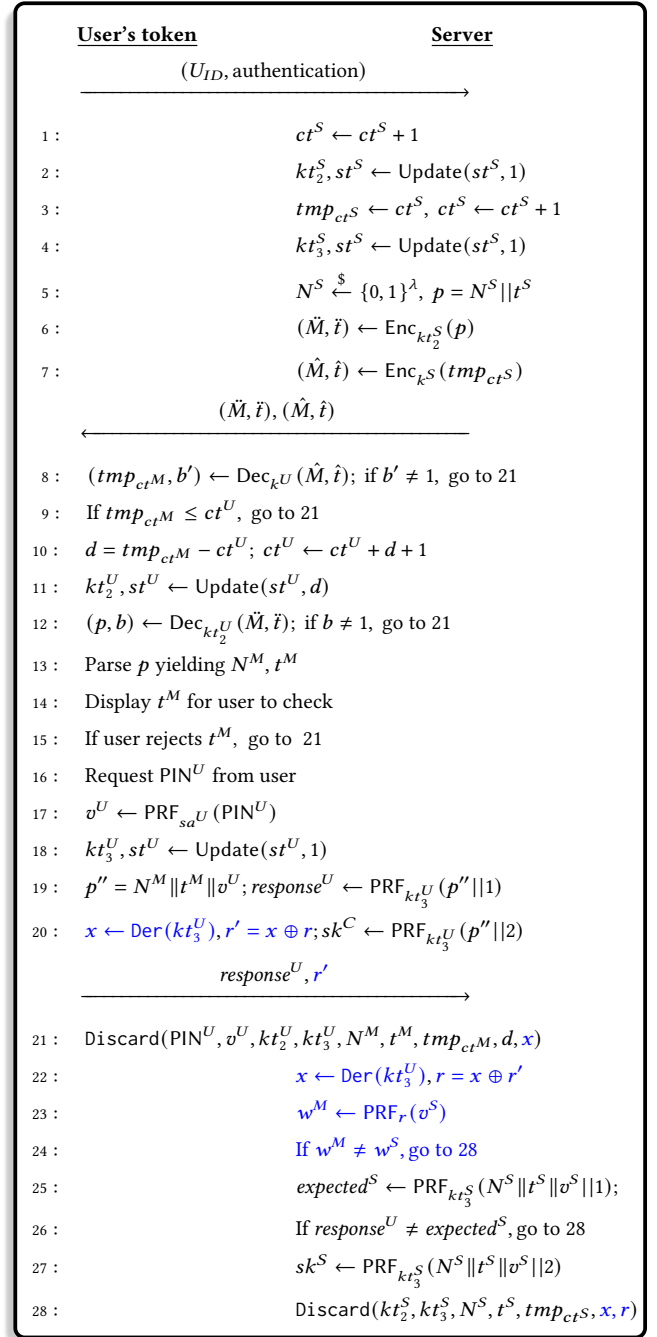 User's token Server
(U_{ID}, authentication)
1 : ct^S ← ct^S + 1
2 : kt_2^S, st^S ← Update(st^S, 1)
3 : tmp_{ct^S} ← ct^S, ct^S ← ct^S + 1
4 : kt_3^S, st^S ← Update(st^S, 1)
5 : N^S ←$ {0, 1}^λ, p = N^S||t^S
6 : (M̈, ẗ) ← Enc_{kt_2^S}(p)
7 : (M̂, t̂) ← Enc_{k^S}(tmp_{ct^S})
(M̈, ẗ), (M̂, t̂)
8 : (tmp_{ct^M}, b′) ← Dec_{k^U}(M̂, t̂); if b′ ≠ 1, go to 21
9 : If tmp_{ct^M} ≤ ct^U, go to 21
10 : d = tmp_{ct^M} − ct^U; ct^U ← ct^U + d + 1
11 : kt_2^U, st^U ← Update(st^U, d)
12 : (p, b) ← Dec_{kt_2^U}(M̈, ẗ); if b ≠ 1, go to 21
13 : Parse p yielding N^M, t^M
14 : Display t^M for user to check
15 : If user rejects t^M, go to 21
16 : Request PIN^U from user
17 : v^U ← PRF_{sa^U}(PIN^U)
18 : kt_3^U, st^U ← Update(st^U, 1)
19 : p″ = N^M∥t^M∥v^U; response^U ← PRF_{kt_3^U}(p″||1)
20 : x ← Der(kt_3^U), r′ = x ⊕ r; sk^C ← PRF_{kt_3^U}(p″||2)
response^U, r′
21 : Discard(PIN^U, v^U, kt_2^U, kt_3^U, N^M, t^M, tmp_{ct^M}, d, x)
22 : x ← Der(kt_3^U), r = x ⊕ r′
23 : w^M ← PRF_r(v^S)
24 : If w^M ≠ w^S, go to 28
25 : expected^S ← PRF_{kt_3^S}(N^S∥t^S∥v^S||1);
26 : If response^U ≠ expected^S, go to 28
27 : sk^S ← PRF_{kt_3^S}(N^S∥t^S∥v^S||2)
28 : Discard(kt_2^S, kt_3^S, N^S, t^S, tmp_{ct^S}, x, r)